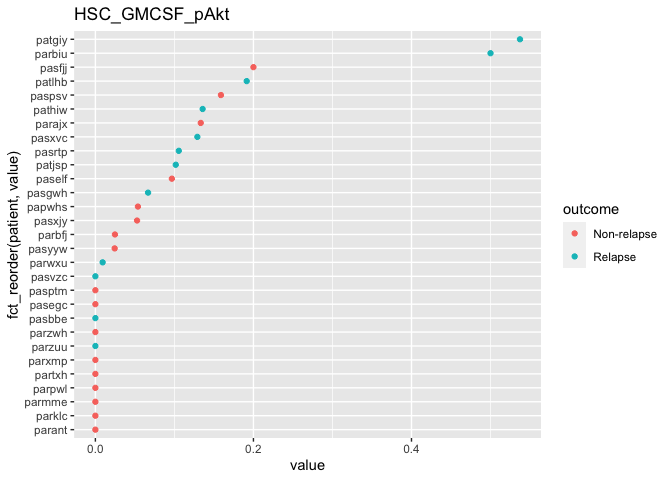 HSC_GMCSF_pAkt
fct_reorder(patient, value)
patgiy
parbiu
pasfjj
patlhb
paspsv
pathiw
parajx
pasxvc
pasrtp
patjsp
paself
pasgwh
papwhs
pasxjy
parbfj
pasyyw
parwxu
pasvzc
pasptm
pasegc
pasbbe
parzwh
parzuu
parxmp
partxh
parpwl
parmme
parklc
parant
0.0
0.2
0.4
value
outcome
Non-relapse
Relapse